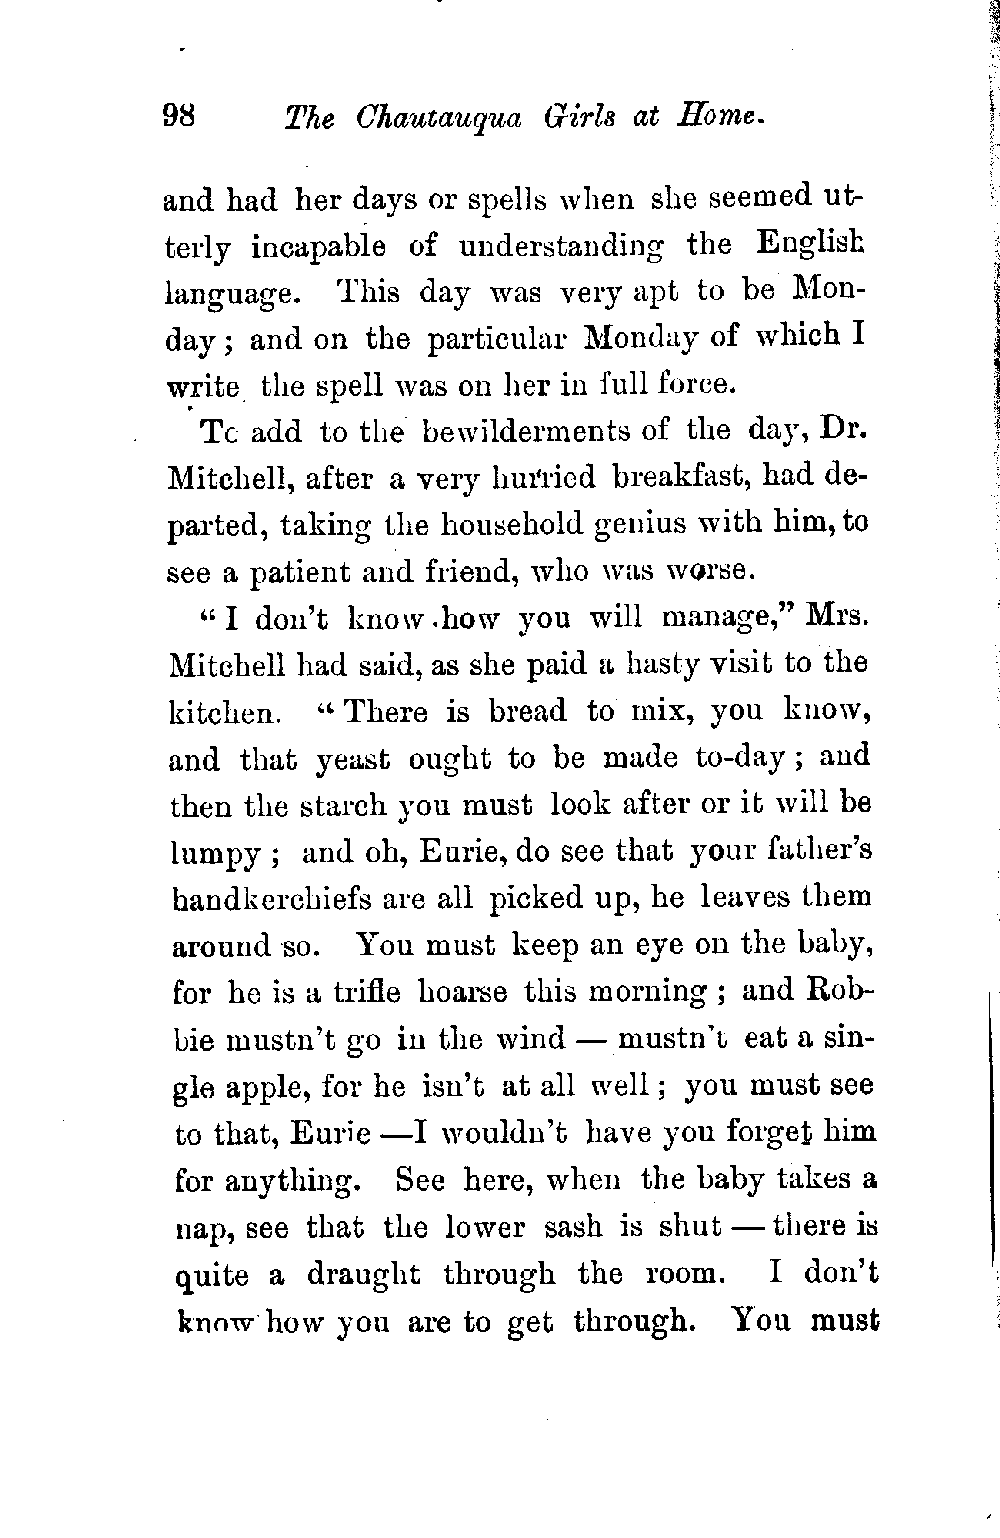 98 The Chautauqua Girls at Home.
and had her days or spells when she seemed ut-
terly incapable of understanding the English
language. This day was very apt to be Mon-
day; and on the particular Monday of which I
write the spell was on her in full force.
To add to the bewilderments of the day, Dr.
Mitchell, after a very hurried breakfast, had de-
parted, taking the household genius with him, to
see a patient and friend, who was worse.
“I don't know how you will manage,” Mrs.
Mitchell had said, as she paid a hasty visit to the
kitchen. “There is bread to mix, you know,
and that yeast ought to be made to-day; and
then the starch you must look after or it will be
lumpy; and oh, Eurie, do see that your father's
handkerchiefs are all picked up, he leaves them
around so. You must keep an eye on the baby,
for he is a trifle hoarse this morning; and Rob-
bie mustn't go in the wind — mustn't eat a sin-
gle apple, for he isn't at all well; you must see
to that, Eurie —I wouldn't have you forget him
for anything. See here, when the baby takes a
nap, see that the lower sash is shut — there is
quite a draught through the room. I don't
know how you are to get through. You must